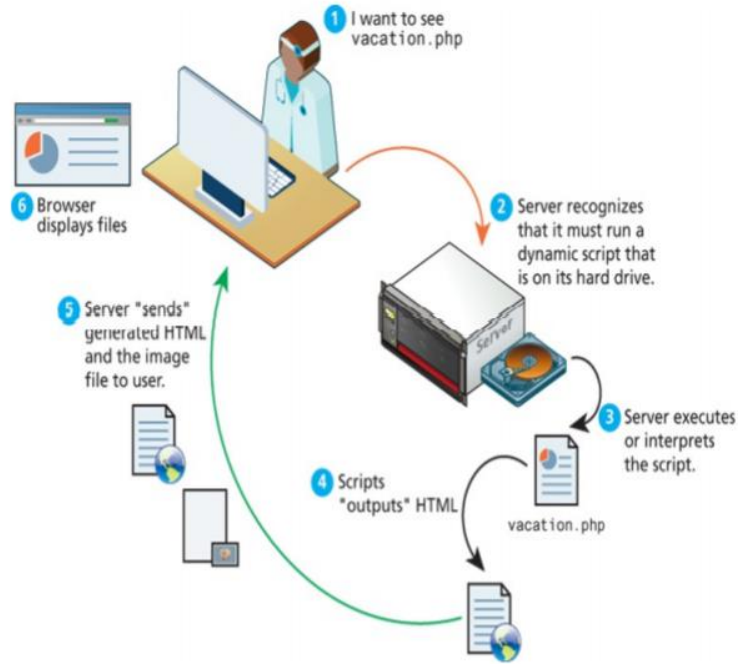 1 I want to see
vacation.php
2 Server recognizes
that it must run a
dynamic script that
is on its hard drive.
Server
3 Server executes
or interprets
the script.
vacation.php
4 Scripts
"outputs" HTML
5 Server "sends"
generated HTML
and the image
file to user.
6 Browser
displays files